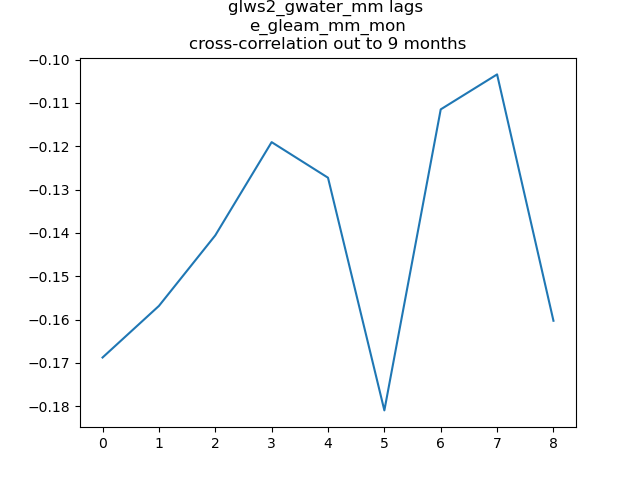 glws2_gwater_mm lags
e_gleam_mm_mon
cross-correlation out to 9 months
−0.10
−0.11
−0.12
−0.13
−0.14
−0.15
−0.16
−0.17
−0.18
0 1 2 3 4 5 6 7 8